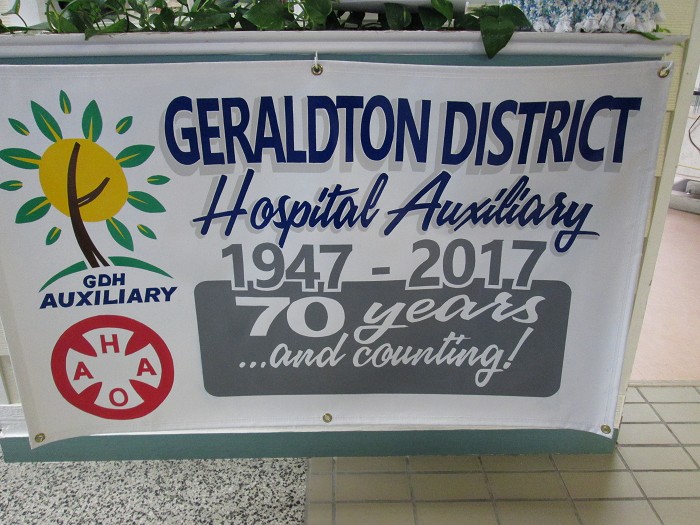 GERALDTON DISTRICT
Hospital Auxiliary
1947 - 2017
70 years
...and counting!
GDH
AUXILIARY
H
A A
O